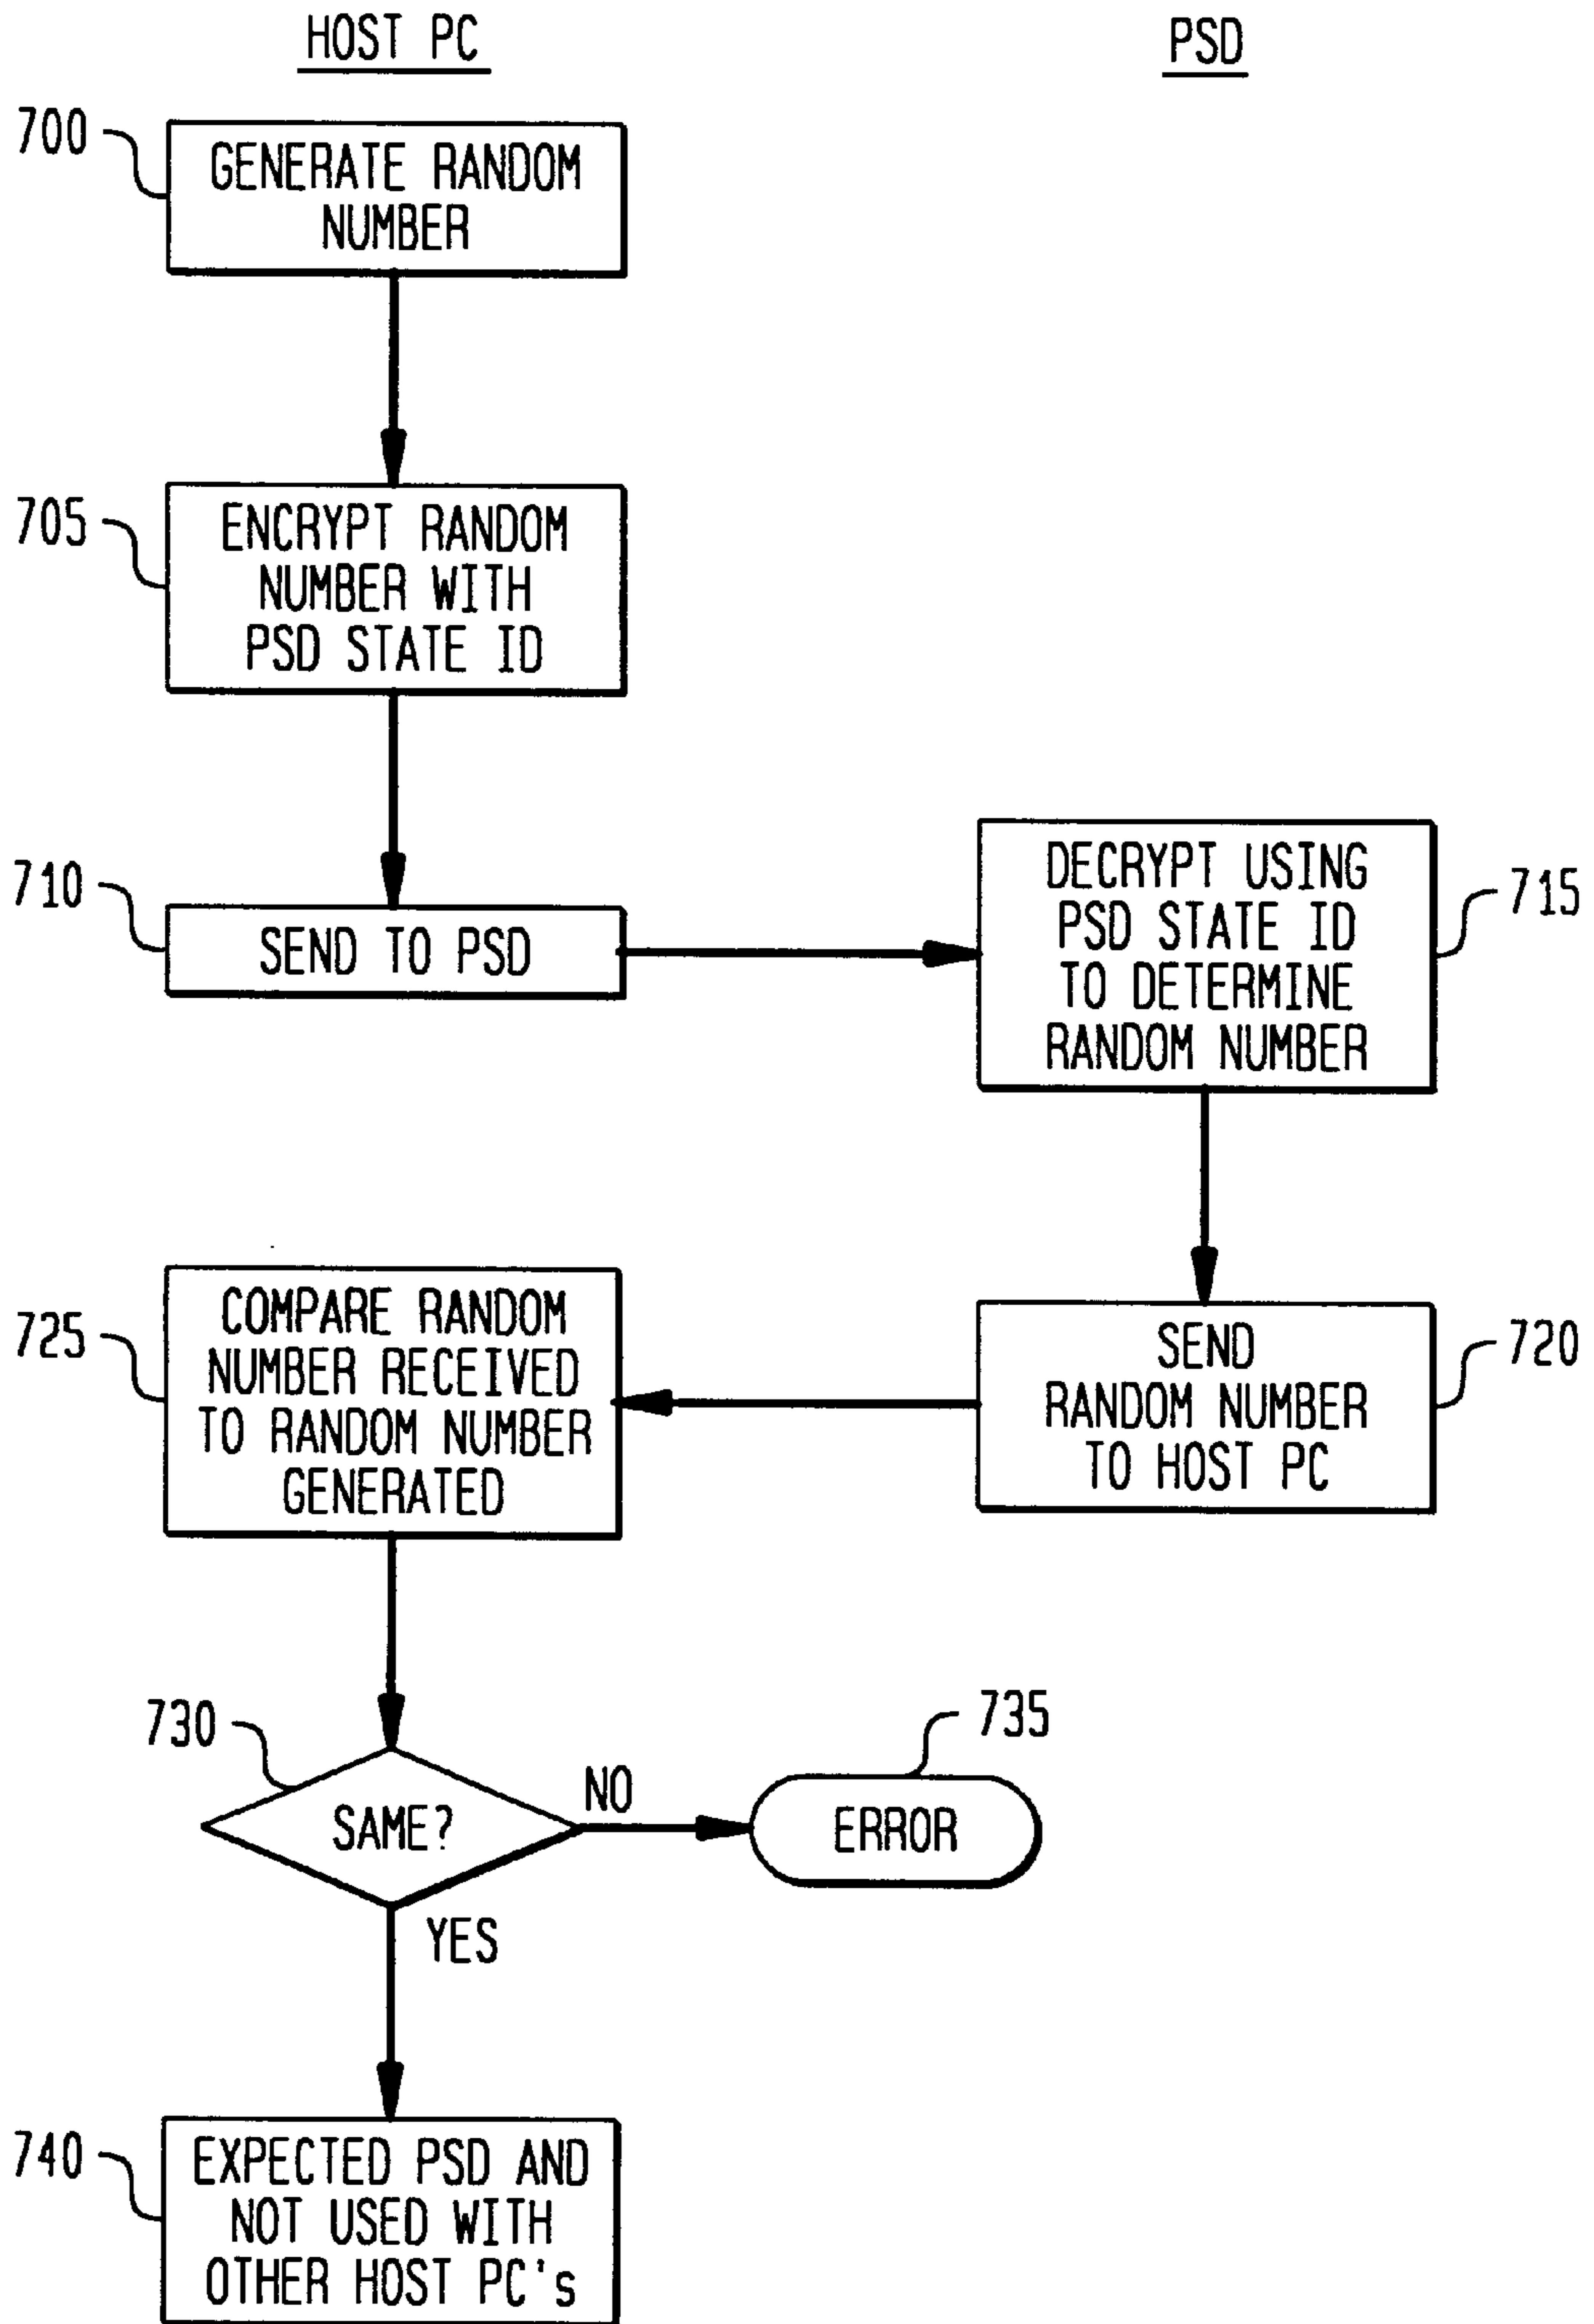 HOST PC
PSD
700
GENERATE RANDOM
NUMBER
705
ENCRYPT RANDOM
NUMBER WITH
PSD STATE ID
710
SEND TO PSD
DECRYPT USING
PSD STATE ID
TO DETERMINE
RANDOM NUMBER
715
725
COMPARE RANDOM
NUMBER RECEIVED
TO RANDOM NUMBER
GENERATED
SEND
RANDOM NUMBER
TO HOST PC
720
730
SAME?
NO
735
ERROR
YES
740
EXPECTED PSD AND
NOT USED WITH
OTHER HOST PC's